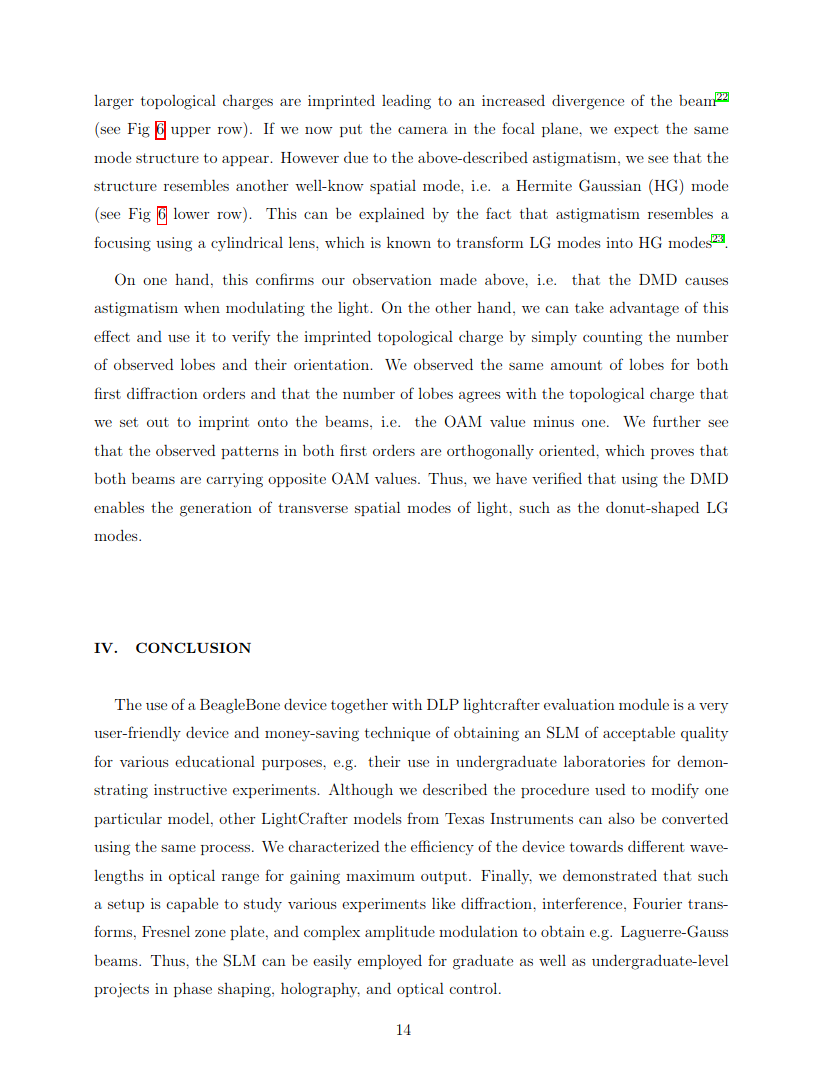 larger topological charges are imprinted leading to an increased divergence of the beam22
(see Fig 6 upper row). If we now put the camera in the focal plane, we expect the same
mode structure to appear. However due to the above-described astigmatism, we see that the
structure resembles another well-know spatial mode, i.e. a Hermite Gaussian (HG) mode
(see Fig 6 lower row). This can be explained by the fact that astigmatism resembles a
focusing using a cylindrical lens, which is known to transform LG modes into HG modes23.
On one hand, this confirms our observation made above, i.e. that the DMD causes
astigmatism when modulating the light. On the other hand, we can take advantage of this
effect and use it to verify the imprinted topological charge by simply counting the number
of observed lobes and their orientation. We observed the same amount of lobes for both
first diffraction orders and that the number of lobes agrees with the topological charge that
we set out to imprint onto the beams, i.e. the OAM value minus one. We further see
that the observed patterns in both first orders are orthogonally oriented, which proves that
both beams are carrying opposite OAM values. Thus, we have verified that using the DMD
enables the generation of transverse spatial modes of light, such as the donut-shaped LG
modes.
IV. CONCLUSION
The use of a BeagleBone device together with DLP lightcrafter evaluation module is a very
user-friendly device and money-saving technique of obtaining an SLM of acceptable quality
for various educational purposes, e.g. their use in undergraduate laboratories for demon-
strating instructive experiments. Although we described the procedure used to modify one
particular model, other LightCrafter models from Texas Instruments can also be converted
using the same process. We characterized the efficiency of the device towards different wave-
lengths in optical range for gaining maximum output. Finally, we demonstrated that such
a setup is capable to study various experiments like diffraction, interference, Fourier trans-
forms, Fresnel zone plate, and complex amplitude modulation to obtain e.g. Laguerre-Gauss
beams. Thus, the SLM can be easily employed for graduate as well as undergraduate-level
projects in phase shaping, holography, and optical control.
14